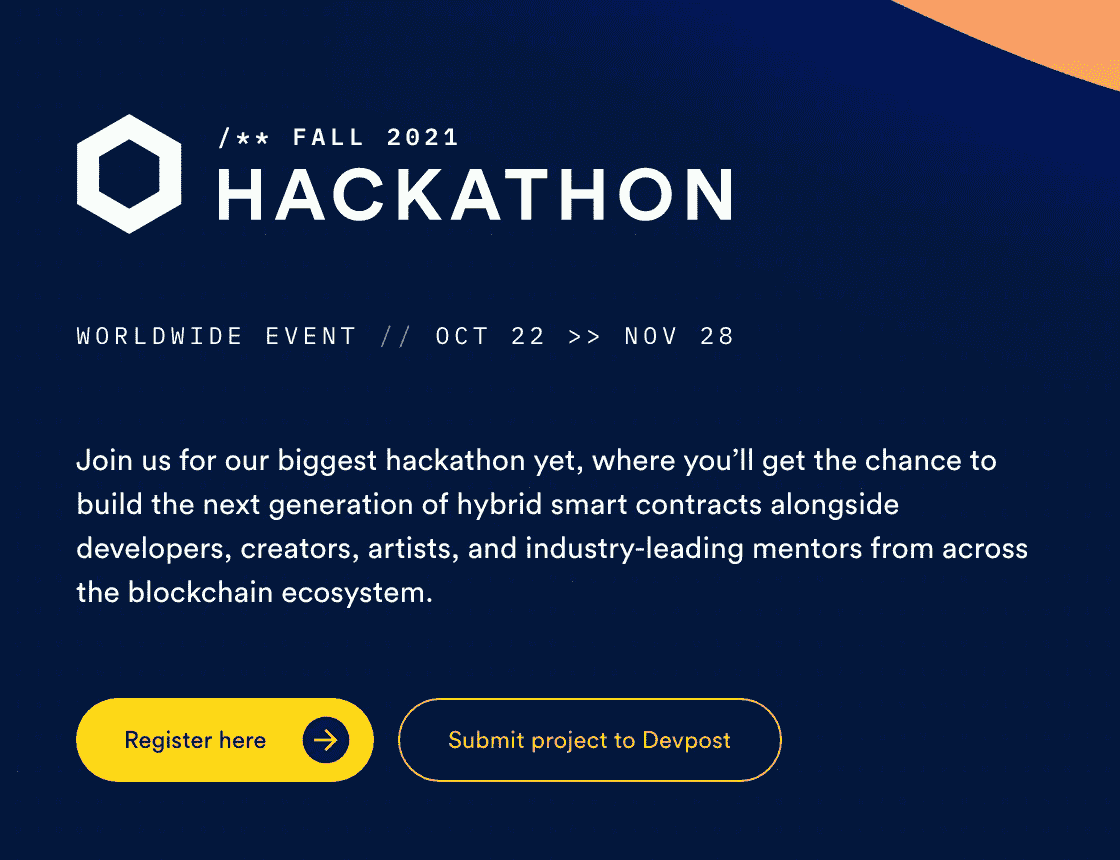 /** FALL 2021
HACKATHON
WORLDWIDE EVENT // OCT 22 >> NOV 28
Join us for our biggest hackathon yet, where you’ll get the chance to
build the next generation of hybrid smart contracts alongside
developers, creators, artists, and industry-leading mentors from across
the blockchain ecosystem.
Register here
Submit project to Devpost